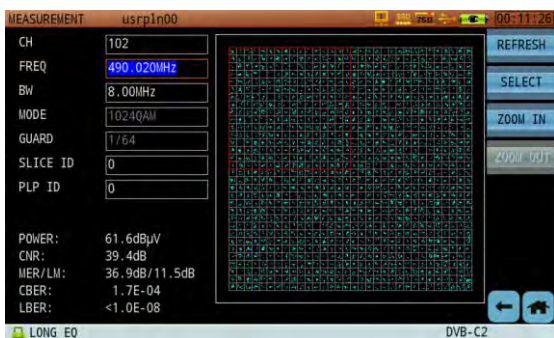 MEASUREMENT usrpln00 00:11:26
CH 102
FREQ 490.020MHz
BW 8.00MHz
MODE 1024QAM
GUARD 1/64
SLICE ID 0
PLP ID 0
POWER: 61.6dBµV
CNR: 39.4dB
MER/LM: 36.9dB/11.5dB
CBER: 1.7E-04
LBER: <1.0E-08
REFRESH
SELECT
ZOOM IN
ZOOM OUT
LONG EQ DVB-C2